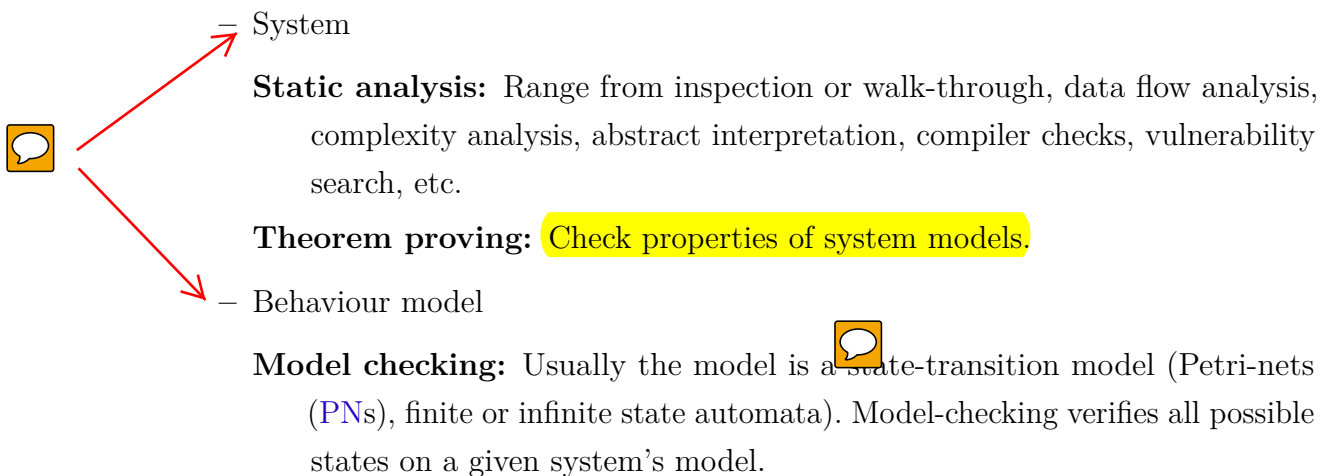 – System
Static analysis: Range from inspection or walk-through, data flow analysis,
complexity analysis, abstract interpretation, compiler checks, vulnerability
search, etc.
Theorem proving: Check properties of system models.
– Behaviour model
Model checking: Usually the model is a state-transition model (Petri-nets
(PNs), finite or infinite state automata). Model-checking verifies all possible
states on a given system's model.